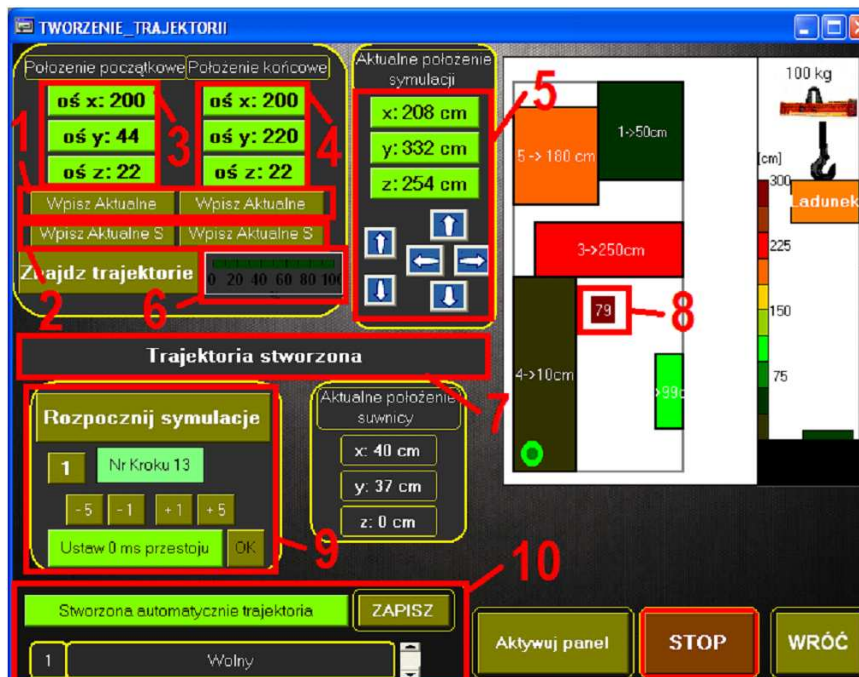 TWORZENIE_TRAJEKTORII
Położenie początkowe
Położenie końcowe
oś x: 200
oś y: 44
oś z: 22
oś x: 200
oś y: 220
oś z: 22
1
3
4
Wpisz Aktualne
Wpisz Aktualne
Wpisz Aktualne S
Wpisz Aktualne S
Znajdz trajektorie
0 20 40 60 80 100
2
6
Aktualne położenie
symulacji
x: 208 cm
y: 332 cm
z: 254 cm
5
1->50cm
5 -> 180 cm
3->250cm
79
8
4->10cm
100 kg
[cm]
300
Ładunek
225
150
75
Trajektoria stworzona
7
Rozpocznij symulacje
1
Nr Kroku 13
- 5
- 1
+ 1
+ 5
Ustaw 0 ms przestoju
OK
9
Aktualne położenie
suwnicy
x: 40 cm
y: 37 cm
z: 0 cm
10
Stworzona automatycznie trajektoria
ZAPISZ
1
Wolny
Aktywuj panel
STOP
WRÓĆ